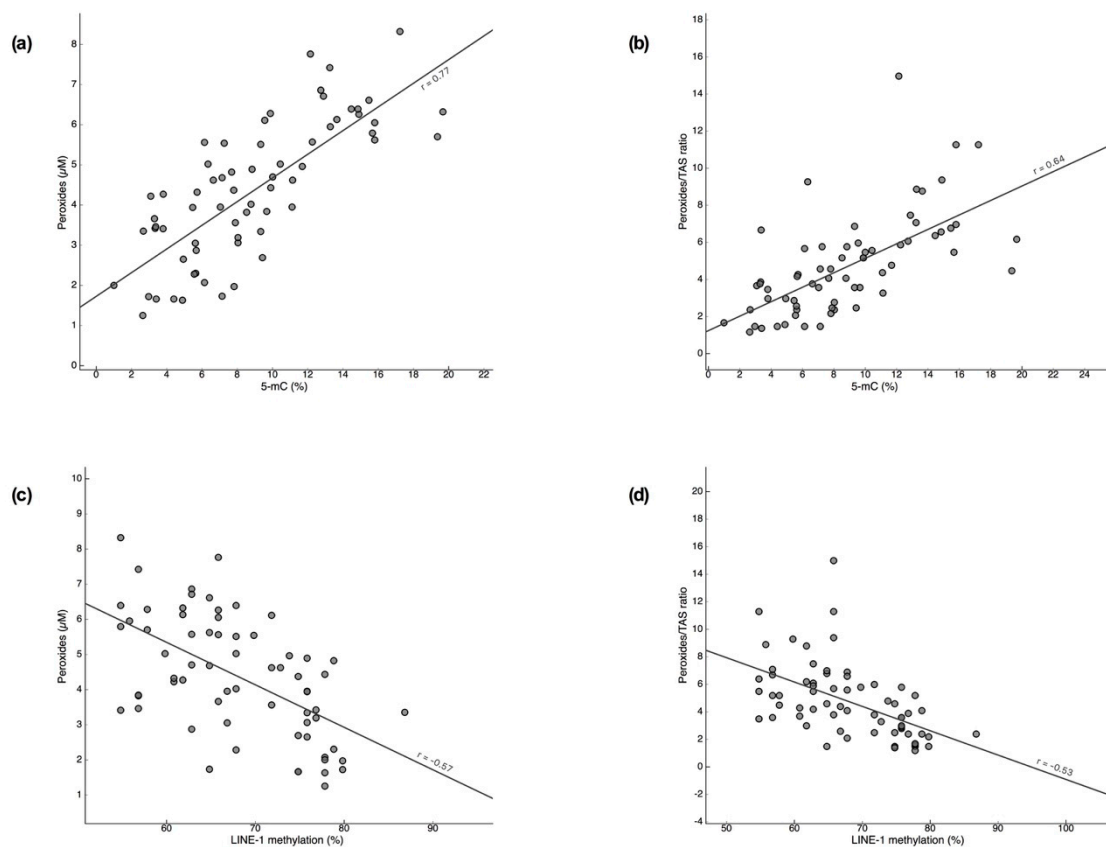 (a)
Peroxides (µM)
8
7
6
5
4
3
2
1
0
r = 0.77
0 2 4 6 8 10 12 14 16 18 20 22
5-mC (%)
(b)
Peroxides/TAS ratio
18
16
14
12
10
8
6
4
2
0
r = 0.64
0 2 4 6 8 10 12 14 16 18 20 22 24
5-mC (%)
(c)
Peroxides (µM)
10
9
8
7
6
5
4
3
2
1
r = -0.57
60 70 80 90
LINE-1 methylation (%)
(d)
Peroxides/TAS ratio
20
18
16
14
12
10
8
6
4
2
0
-2
-4
r = -0.53
50 60 70 80 90 100
LINE-1 methylation (%)